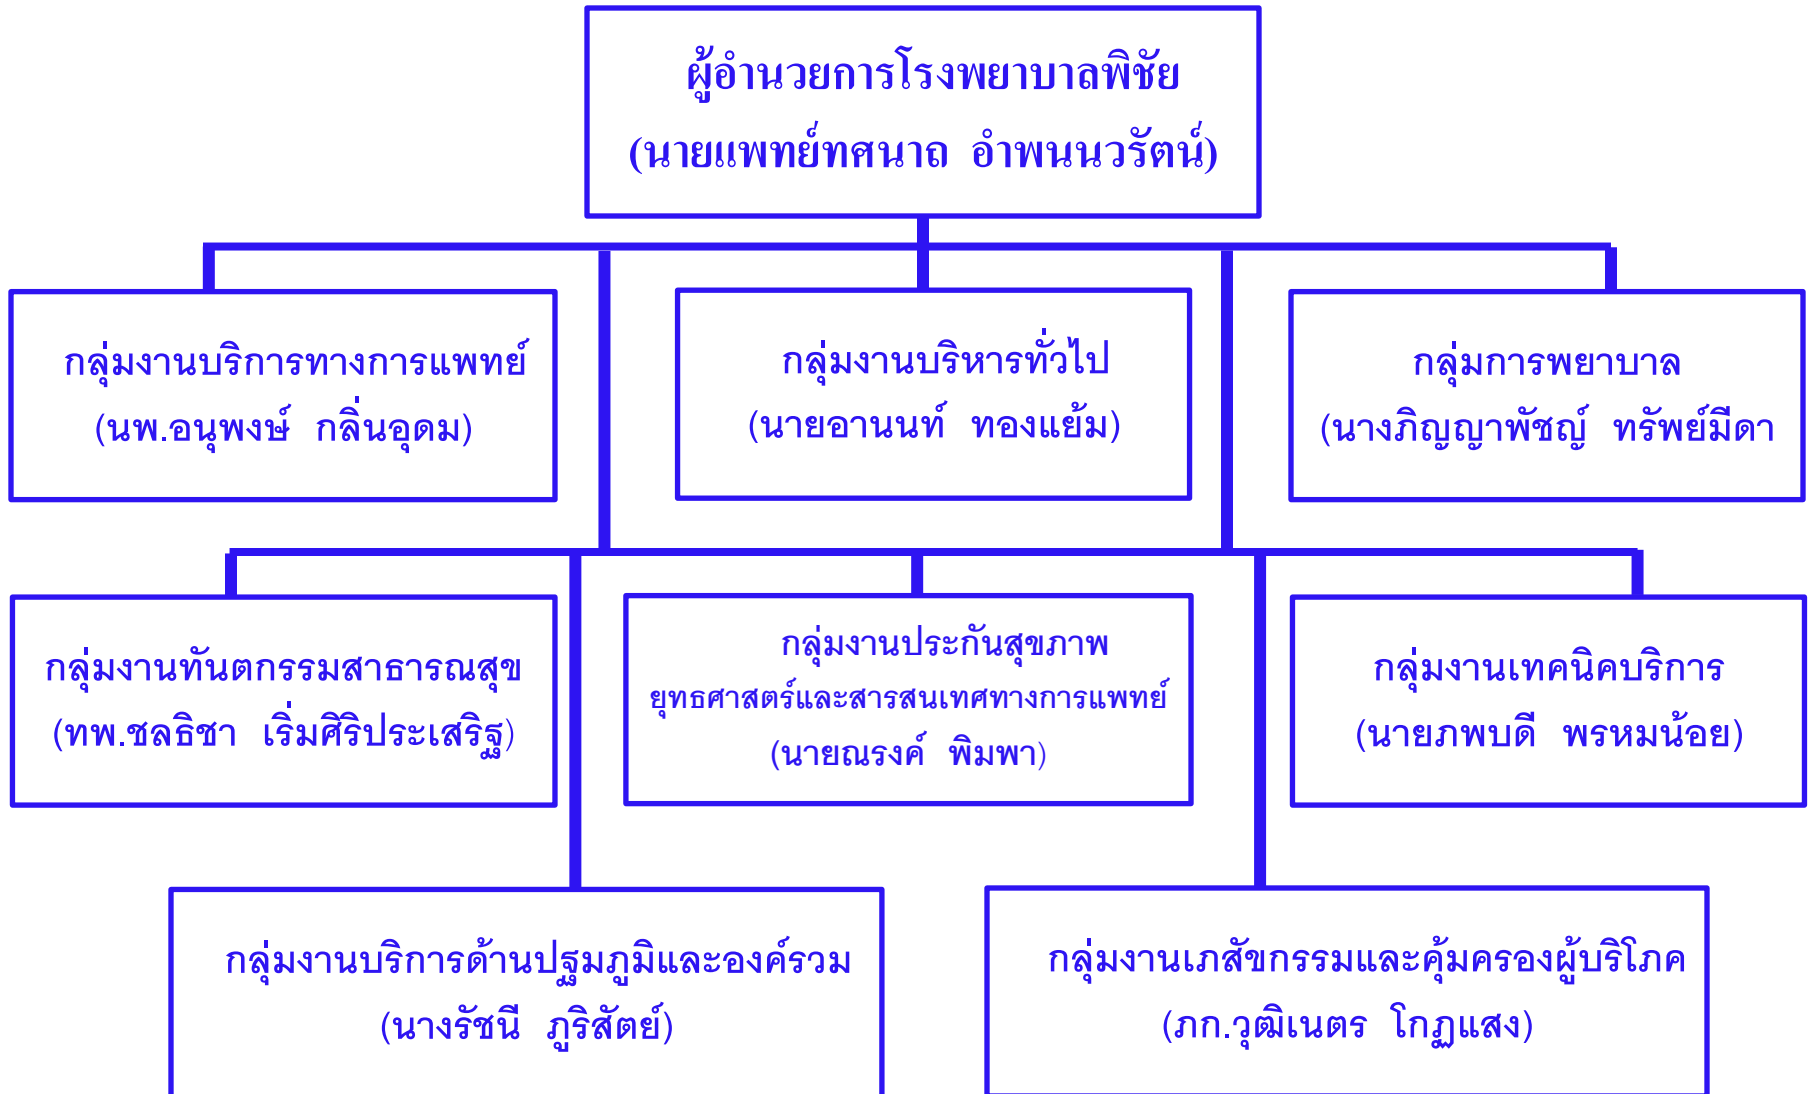 ผู้อำนวยการโรงพยาบาลพิชัย
(นายแพทย์ทศนาถ อำพนนวรัตน์)
กลุ่มงานบริการทางการแพทย์
(นพ.อนุพงษ์ กลิ่นอุดม)
กลุ่มงานบริหารทั่วไป
(นายอานนท์ ทองแย้ม)
กลุ่มการพยาบาล
(นางภิญญาพัชญ์ ทรัพย์มีดา
กลุ่มงานทันตกรรมสาธารณสุข
(ทพ.ชลธิชา เริ่มศิริประเสริฐ)
กลุ่มงานประกันสุขภาพ
ยุทธศาสตร์และสารสนเทศทางการแพทย์
(นายณรงค์ พิมพา)
กลุ่มงานเทคนิคบริการ
(นายภพบดี พรหมน้อย)
กลุ่มงานบริการด้านปฐมภูมิและองค์รวม
(นางรัชนี ภูริสัตย์)
กลุ่มงานเภสัขกรรมและคุ้มครองผู้บริโภค
(ภก.วุฒิเนตร โกฏแสง)